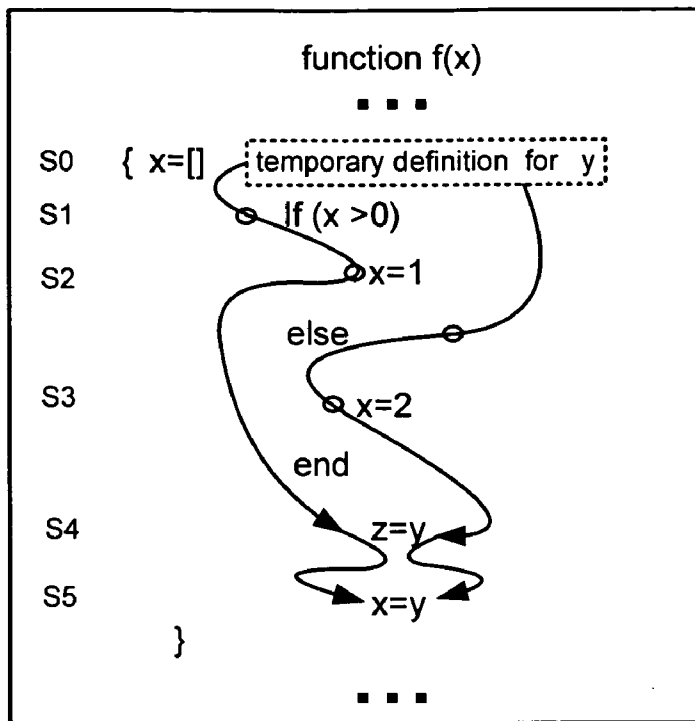 function f(x)
S0 { x=[] temporary definition for y
S1 If (x >0)
S2 x=1
else
S3 x=2
end
S4 z=y
S5 x=y
}